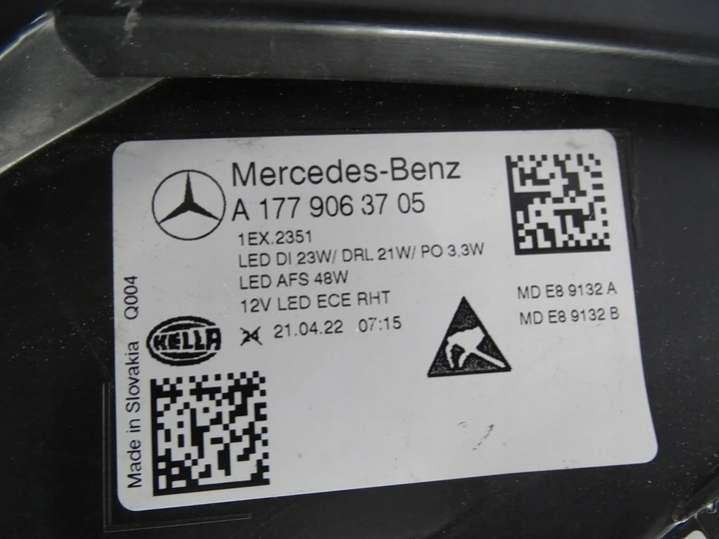 Mercedes-Benz
A 177 906 37 05
1EX.2351
LED DI 23W/ DRL 21W/ PO 3,3W
LED AFS 48W
12V LED ECE RHT
21.04.22 07:15
HELLA
MD E8 9132 A
MD E8 9132 B
Made in Slovakia Q004